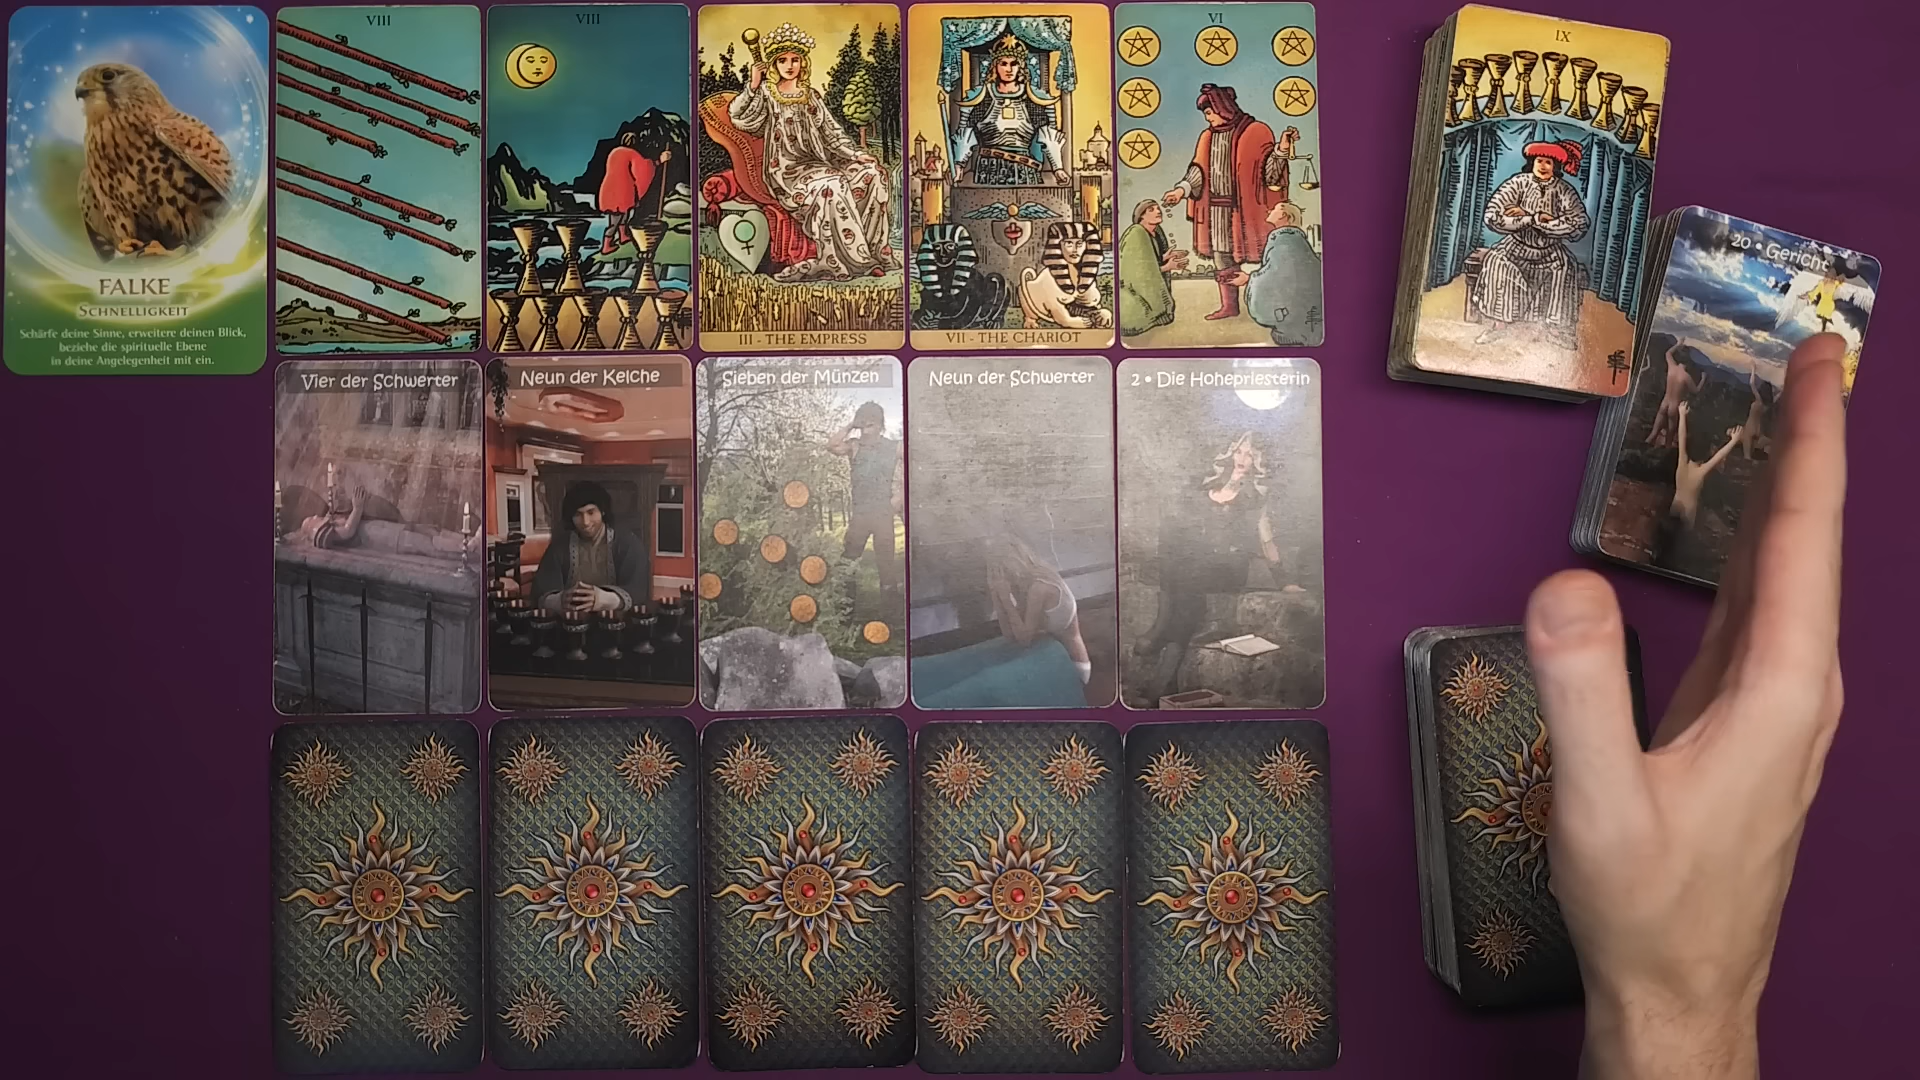 FALKE
SCHNELLIGKEIT
Schärfe deine Sinne, erweitere deinen Blick,
beziehe die spirituelle Ebene
in deine Angelegenheit mit ein.
VIII
VIII
III - THE EMPRESS
VII - THE CHARIOT
VI
IX
20 • Gericht
Vier der Schwerter
Neun der Kelche
Sieben der Münzen
Neun der Schwerter
2 • Die Hohepriesterin